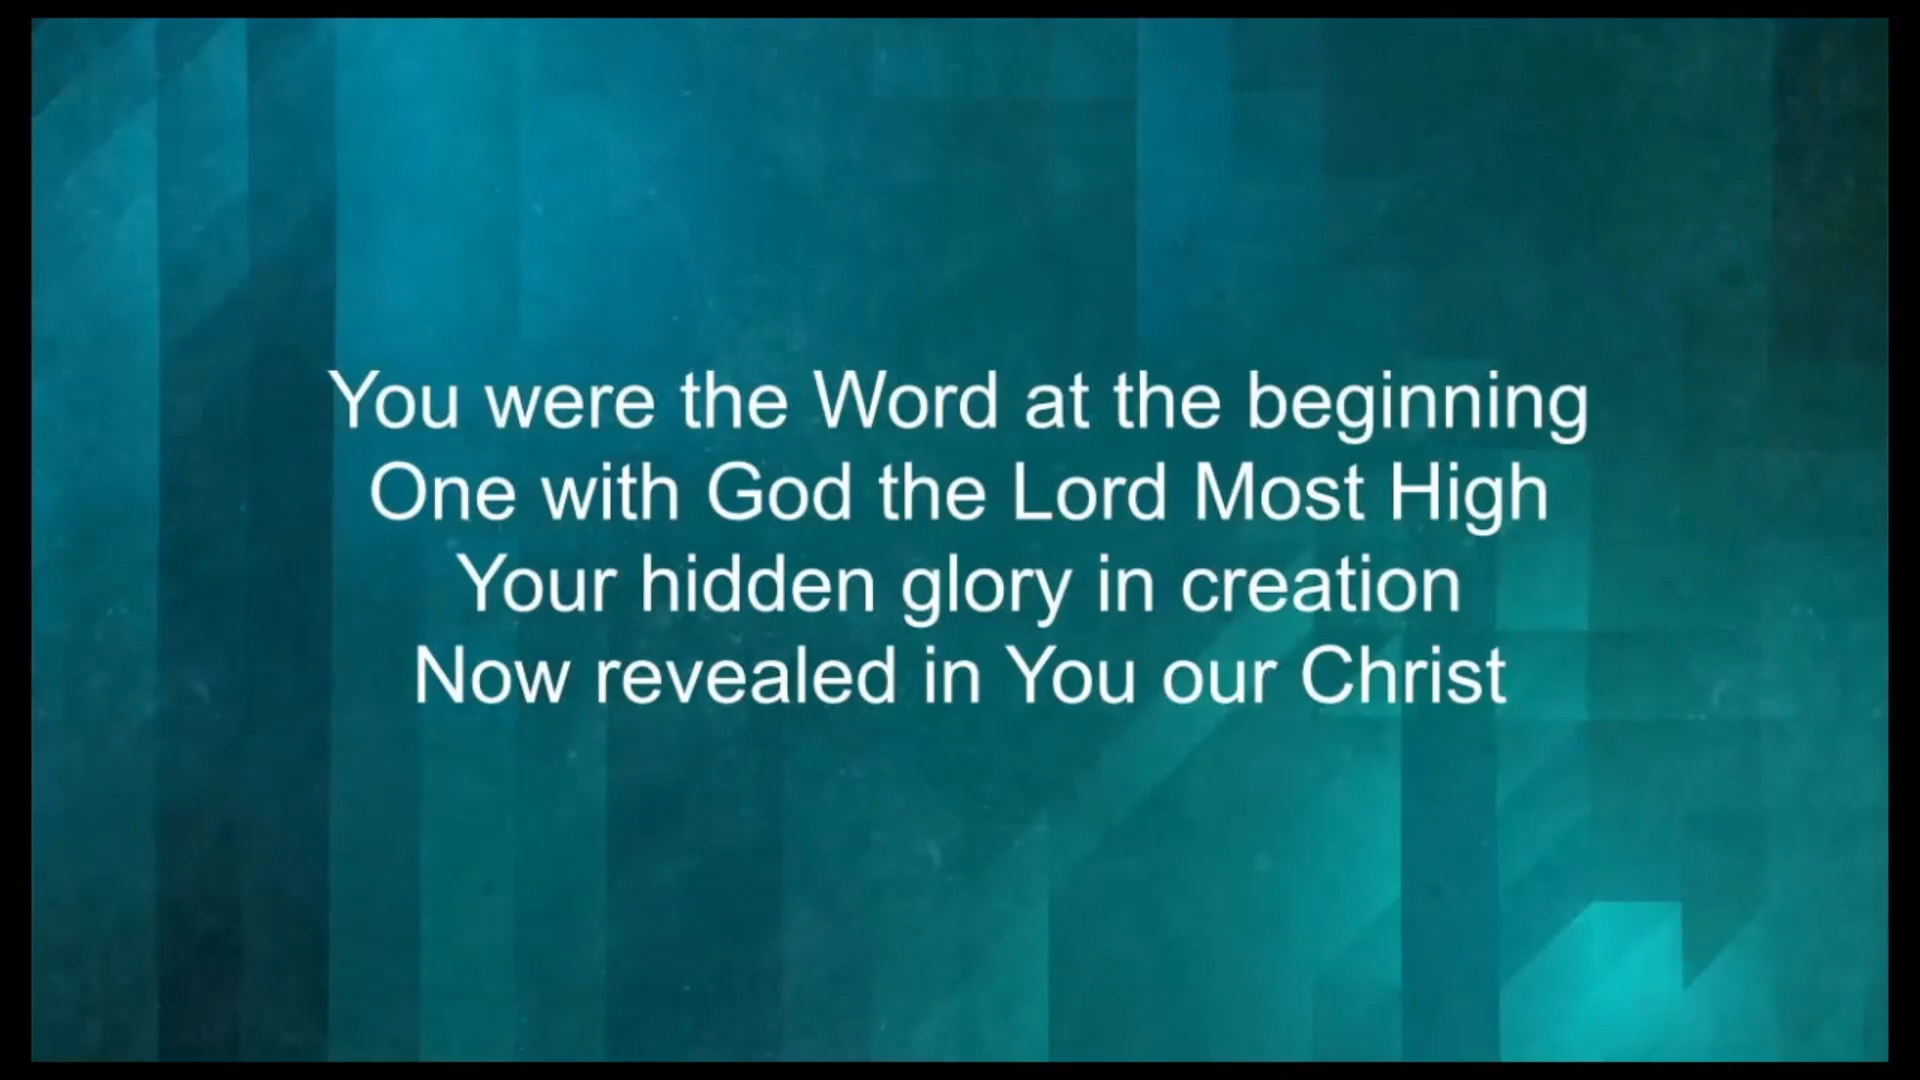 You were the Word at the beginning
One with God the Lord Most High
Your hidden glory in creation
Now revealed in You our Christ